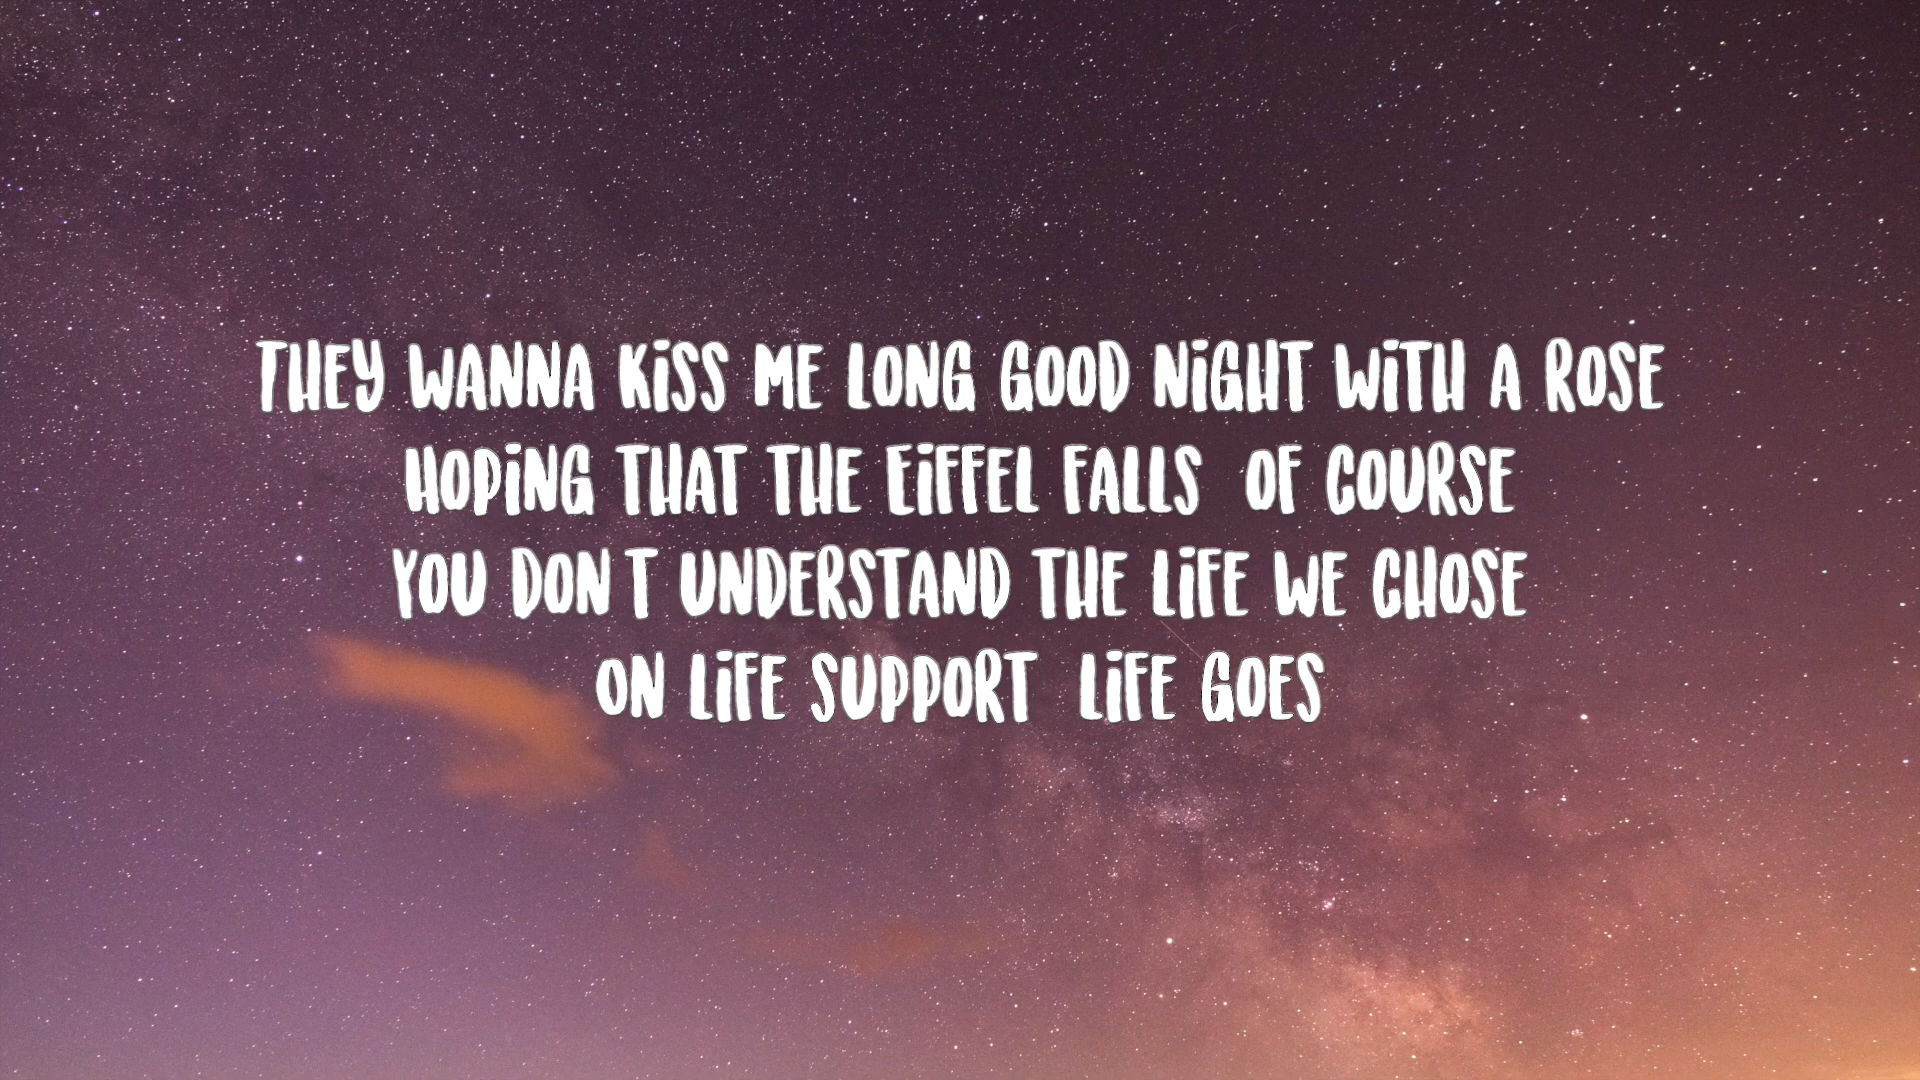 THEY WANNA KiSS ME LONG GOOD NiGHT WiTH A ROSE
HOPiNG THAT THE EiFFEL FALLS  OF COURSE
YOU DON T UNDERSTAND THE LiFE WE CHOSE
ON LiFE SUPPORT  LiFE GOES